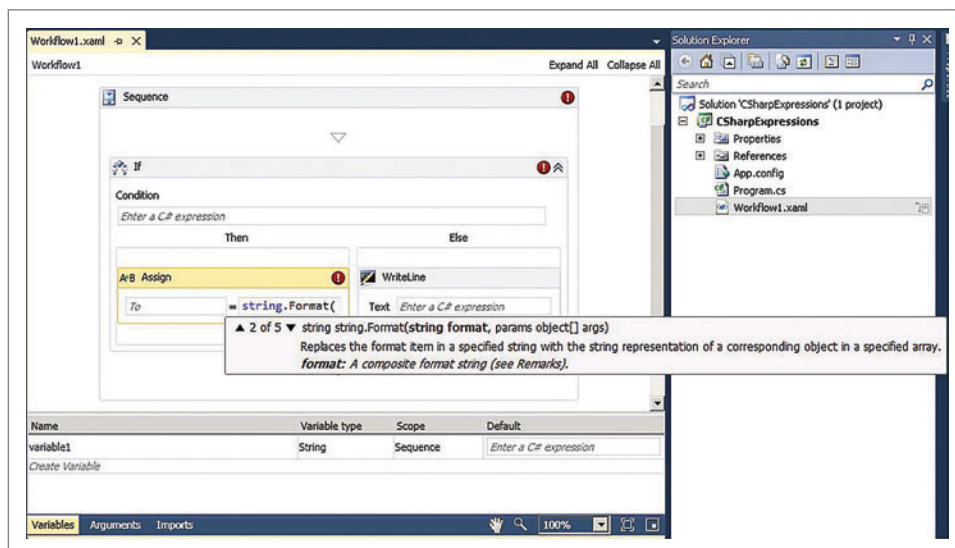 Workflow1.xaml
Workflow1
Expand All Collapse All
Sequence
If
Condition
Enter a C# expression
Then
Else
A+B Assign
WriteLine
To
= string.Format(
Text Enter a C# expression
▲ 2 of 5 ▼ string string.Format(string format, params object[] args)
Replaces the format item in a specified string with the string representation of a corresponding object in a specified array.
format: A composite format string (see Remarks).
Name Variable type Scope Default
variable1 String Sequence Enter a C# expression
Create Variable
Variables Arguments Imports 100%
Solution Explorer
Search
Solution 'CSharpExpressions' (1 project)
CSharpExpressions
Properties
References
App.config
Program.cs
Workflow1.xaml